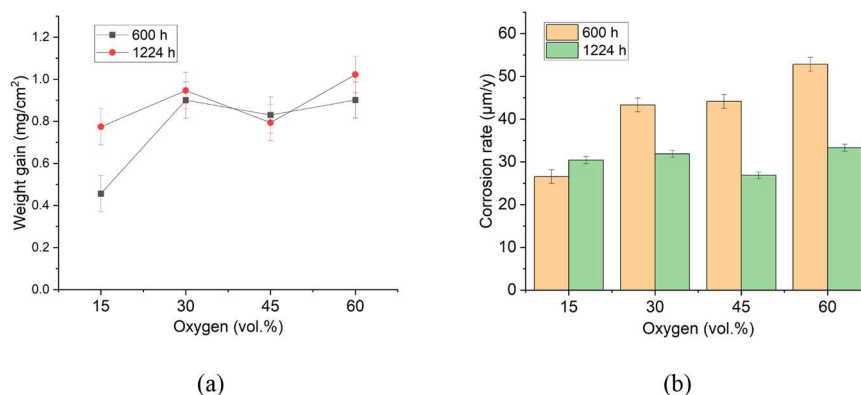 600 h
1224 h
1.2
1.0
0.8
0.6
0.4
0.2
0.0
Weight gain (mg/cm²)
15 30 45 60
Oxygen (vol.%)
(a)
600 h
1224 h
60
50
40
30
20
10
0
Corrosion rate (μm/y)
15 30 45 60
Oxygen (vol.%)
(b)